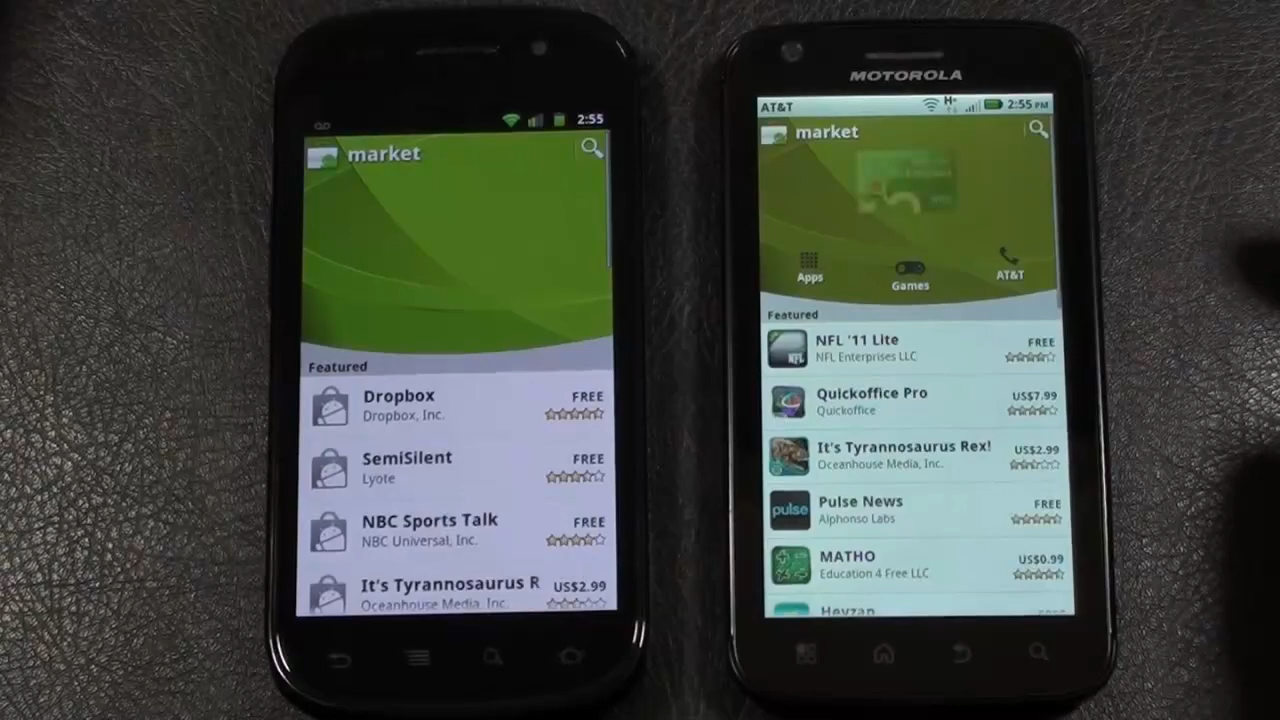 2:55
market
Featured
Dropbox
FREE
Dropbox, Inc.
SemiSilent
FREE
Lyote
NBC Sports Talk
FREE
NBC Universal, Inc.
It's Tyrannosaurus R
US$2.99
Oceanhouse Media, Inc.
MOTOROLA
AT&T
H+
2:55 PM
market
Apps
Games
AT&T
Featured
NFL '11 Lite
FREE
NFL Enterprises LLC
NFL
Quickoffice Pro
US$7.99
Quickoffice
It's Tyrannosaurus Rex!
US$2.99
Oceanhouse Media, Inc.
pulse
Pulse News
FREE
Alphonso Labs
MATHO
US$0.99
Education 4 Free LLC
Heyzap